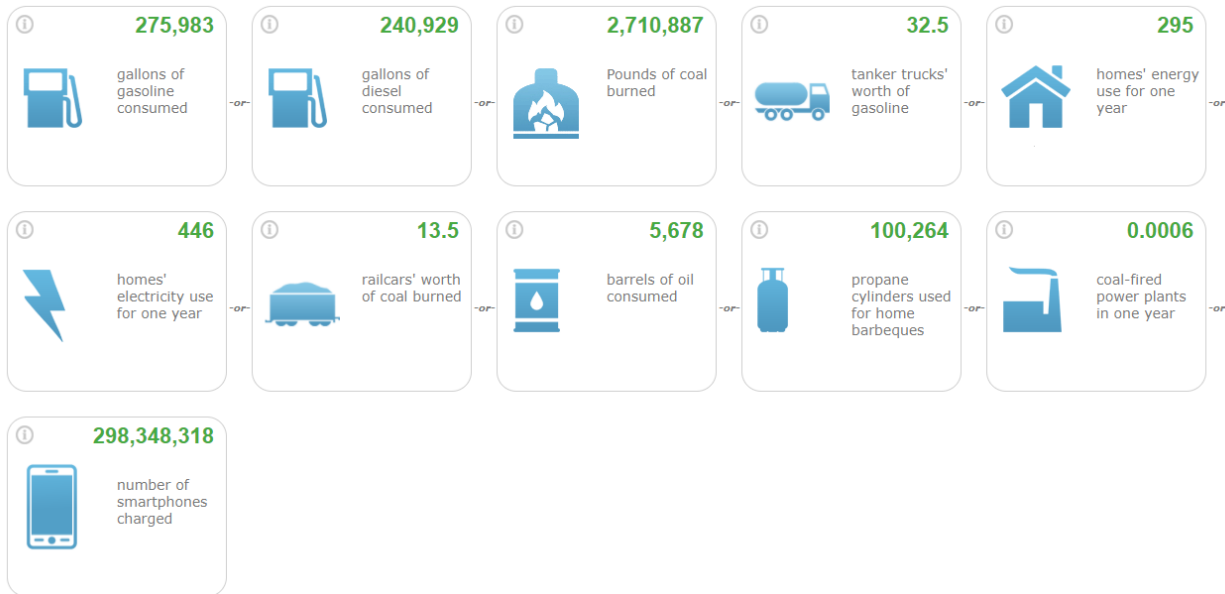 275,983
gallons of
gasoline
consumed
-or-
240,929
gallons of
diesel
consumed
-or-
2,710,887
Pounds of coal
burned
-or-
32.5
tanker trucks'
worth of
gasoline
-or-
295
homes' energy
use for one
year
-or
446
homes'
electricity use
for one year
-or-
13.5
railcars' worth
of coal burned
-or-
5,678
barrels of oil
consumed
-or-
100,264
propane
cylinders used
for home
barbeques
-or-
0.0006
coal-fired
power plants
in one year
-or
298,348,318
number of
smartphones
charged